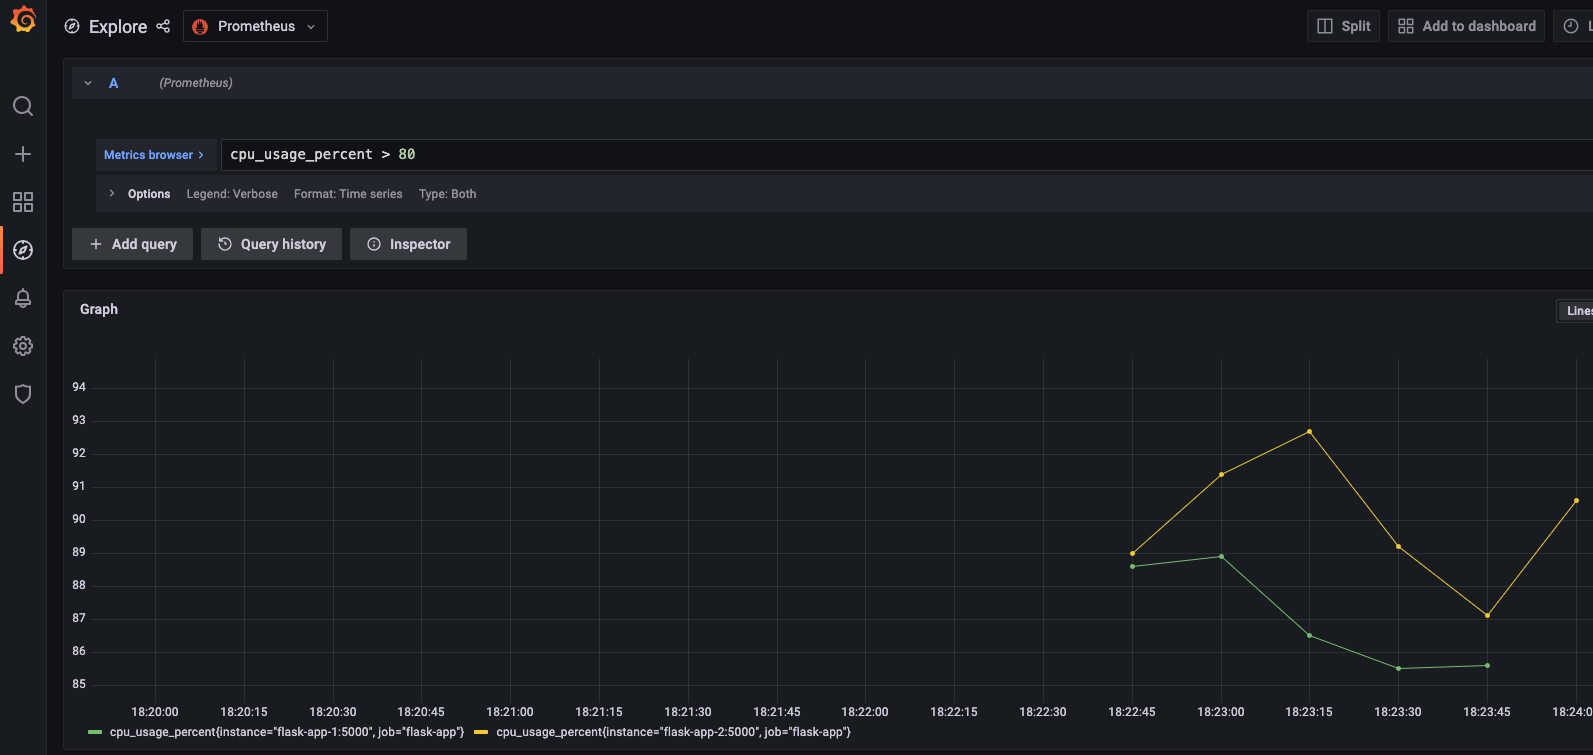 Explore Prometheus Split Add to dashboard
A (Prometheus)
Metrics browser > cpu_usage_percent > 80
Options Legend: Verbose Format: Time series Type: Both
+ Add query Query history Inspector
Graph Lines
94
93
92
91
90
89
88
87
86
85
18:20:00 18:20:15 18:20:30 18:20:45 18:21:00 18:21:15 18:21:30 18:21:45 18:22:00 18:22:15 18:22:30 18:22:45 18:23:00 18:23:15 18:23:30 18:23:45 18:24:0
cpu_usage_percent{instance="flask-app-1:5000", job="flask-app"} cpu_usage_percent{instance="flask-app-2:5000", job="flask-app"}